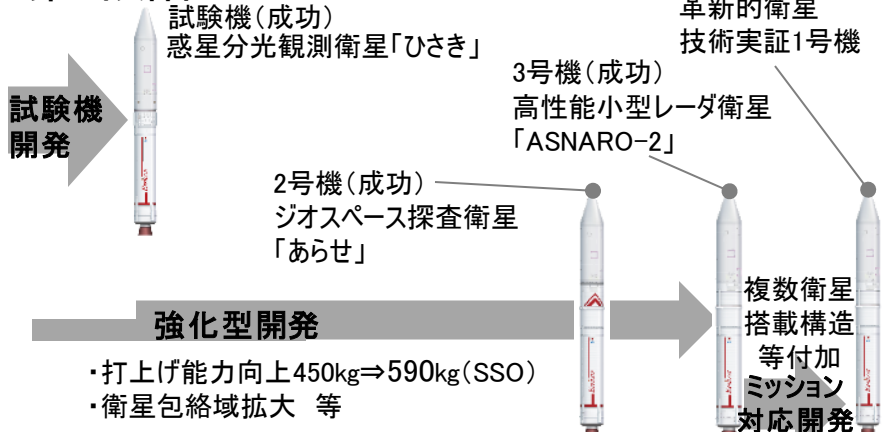 試験機(成功)
惑星分光観測衛星「ひさき」
試験機
開発
革新的衛星
技術実証1号機
3号機(成功)
高性能小型レーダ衛星
「ASNARO-2」
2号機(成功)
ジオスペース探査衛星
「あらせ」
強化型開発
・打上げ能力向上450kg⇒590kg(SSO)
・衛星包絡域拡大 等
複数衛星
搭載構造
等付加
ミッション
対応開発